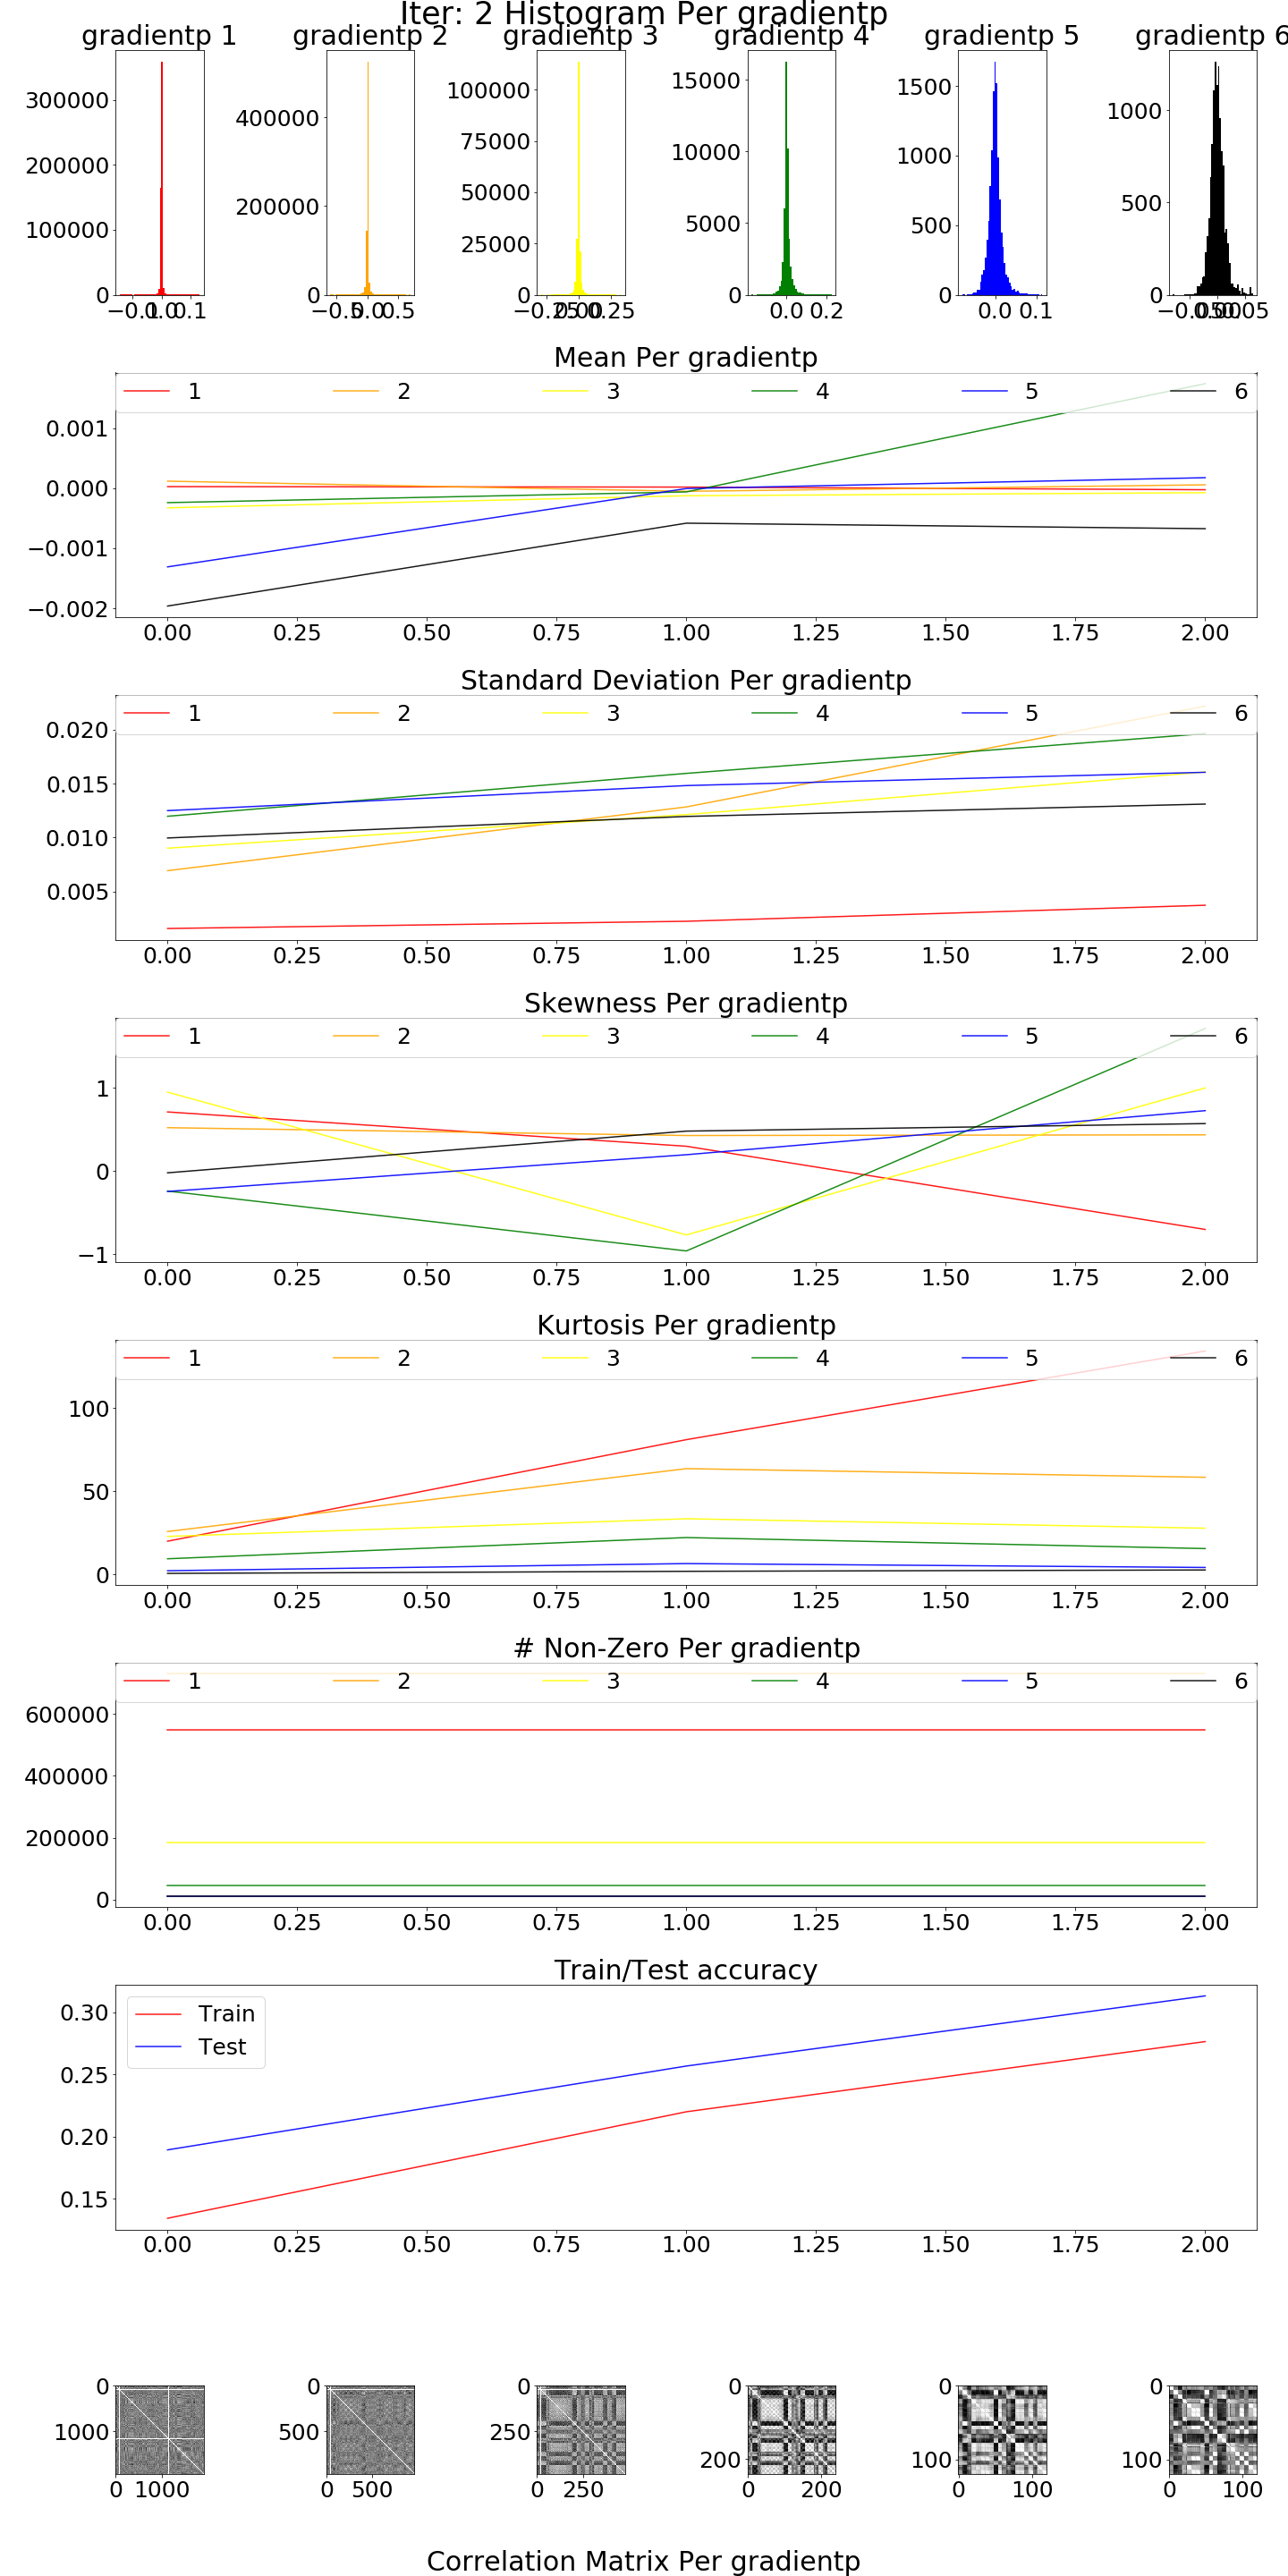 Iter: 2 Histogram Per gradientp
gradientp 1 gradientp 2 gradientp 3 gradientp 4 gradientp 5 gradientp 6
300000
200000
100000
0
0.1
400000
200000
0
0.5
100000
75000
50000
25000
0
0.25
15000
10000
5000
0
0.0 0.2
1500
1000
500
0
0.0 0.1
1000
500
0
Mean Per gradientp
1 2 3 4 5 6
0.001
0.000
−0.001
−0.002
0.00 0.25 0.50 0.75 1.00 1.25 1.50 1.75 2.00
Standard Deviation Per gradientp
1 2 3 4 5 6
0.020
0.015
0.010
0.005
0.00 0.25 0.50 0.75 1.00 1.25 1.50 1.75 2.00
Skewness Per gradientp
1 2 3 4 5 6
1
0
−1
0.00 0.25 0.50 0.75 1.00 1.25 1.50 1.75 2.00
Kurtosis Per gradientp
1 2 3 4 5 6
100
50
0
0.00 0.25 0.50 0.75 1.00 1.25 1.50 1.75 2.00
# Non-Zero Per gradientp
1 2 3 4 5 6
600000
400000
200000
0
0.00 0.25 0.50 0.75 1.00 1.25 1.50 1.75 2.00
Train/Test accuracy
Train
Test
0.30
0.25
0.20
0.15
0.00 0.25 0.50 0.75 1.00 1.25 1.50 1.75 2.00
0 0 0 0 0 0
1000 500 250 200 100 100
0 1000 0 500 0 250 0 200 0 100 0 100
Correlation Matrix Per gradientp